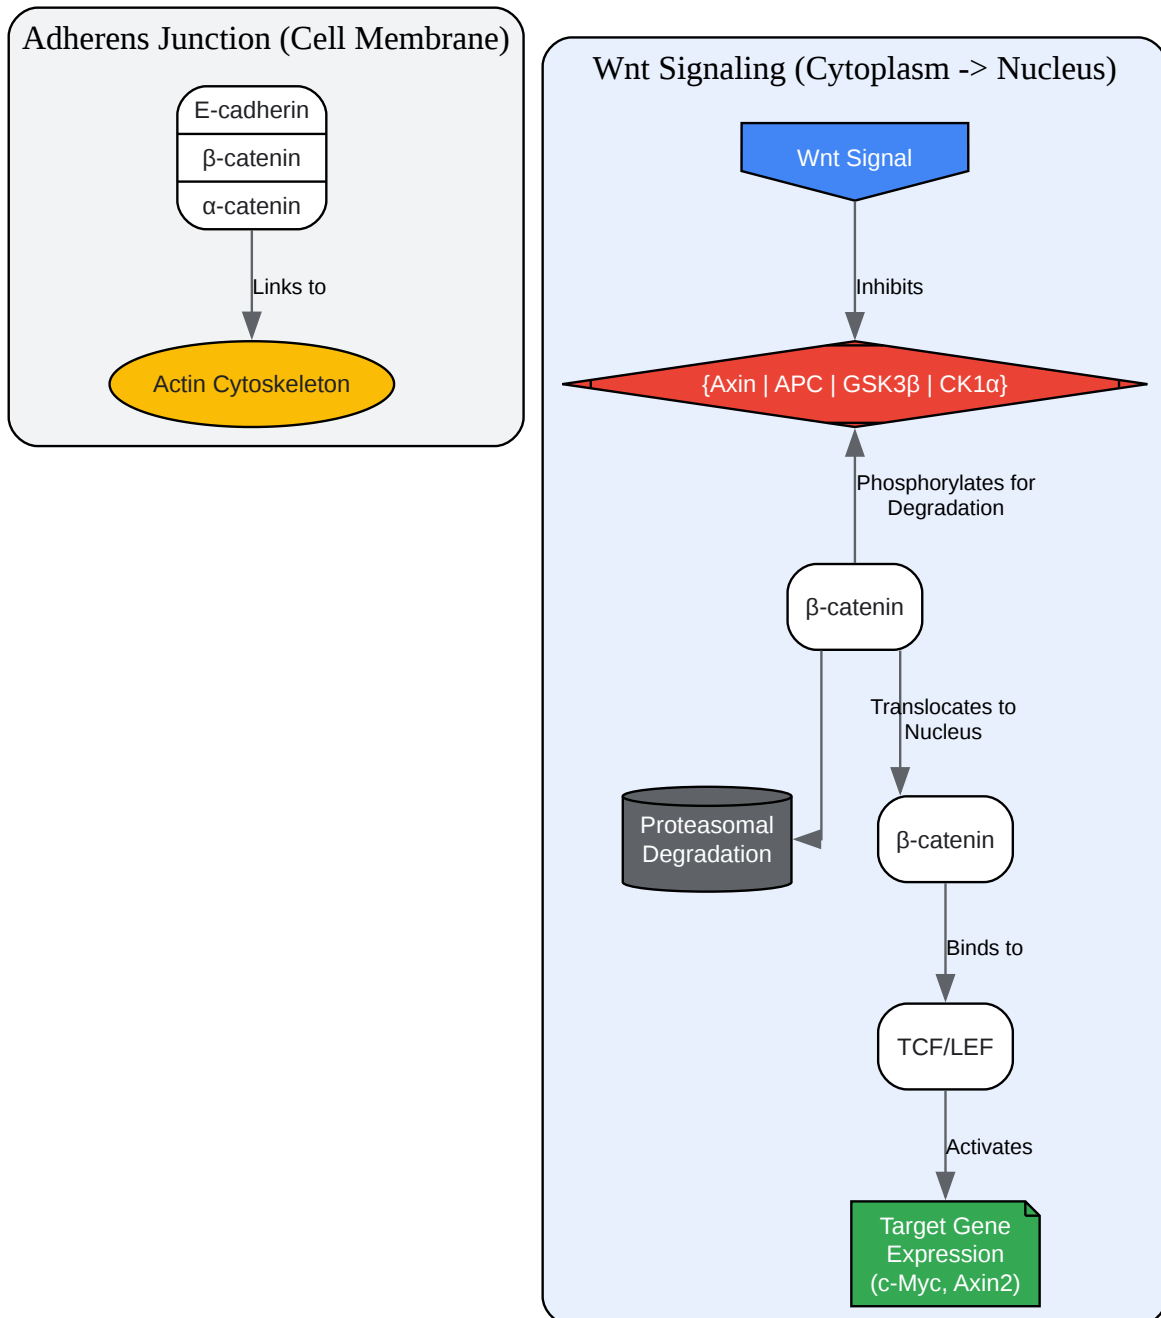 Adherens Junction (Cell Membrane)
E-cadherin
β-catenin
α-catenin
Links to
Actin Cytoskeleton
Wnt Signaling (Cytoplasm -> Nucleus)
Wnt Signal
Inhibits
{Axin | APC | GSK3β | CK1α}
Phosphorylates for
Degradation
β-catenin
Translocates to
Nucleus
Proteasomal
Degradation
β-catenin
Binds to
TCF/LEF
Activates
Target Gene
Expression
(c-Myc, Axin2)